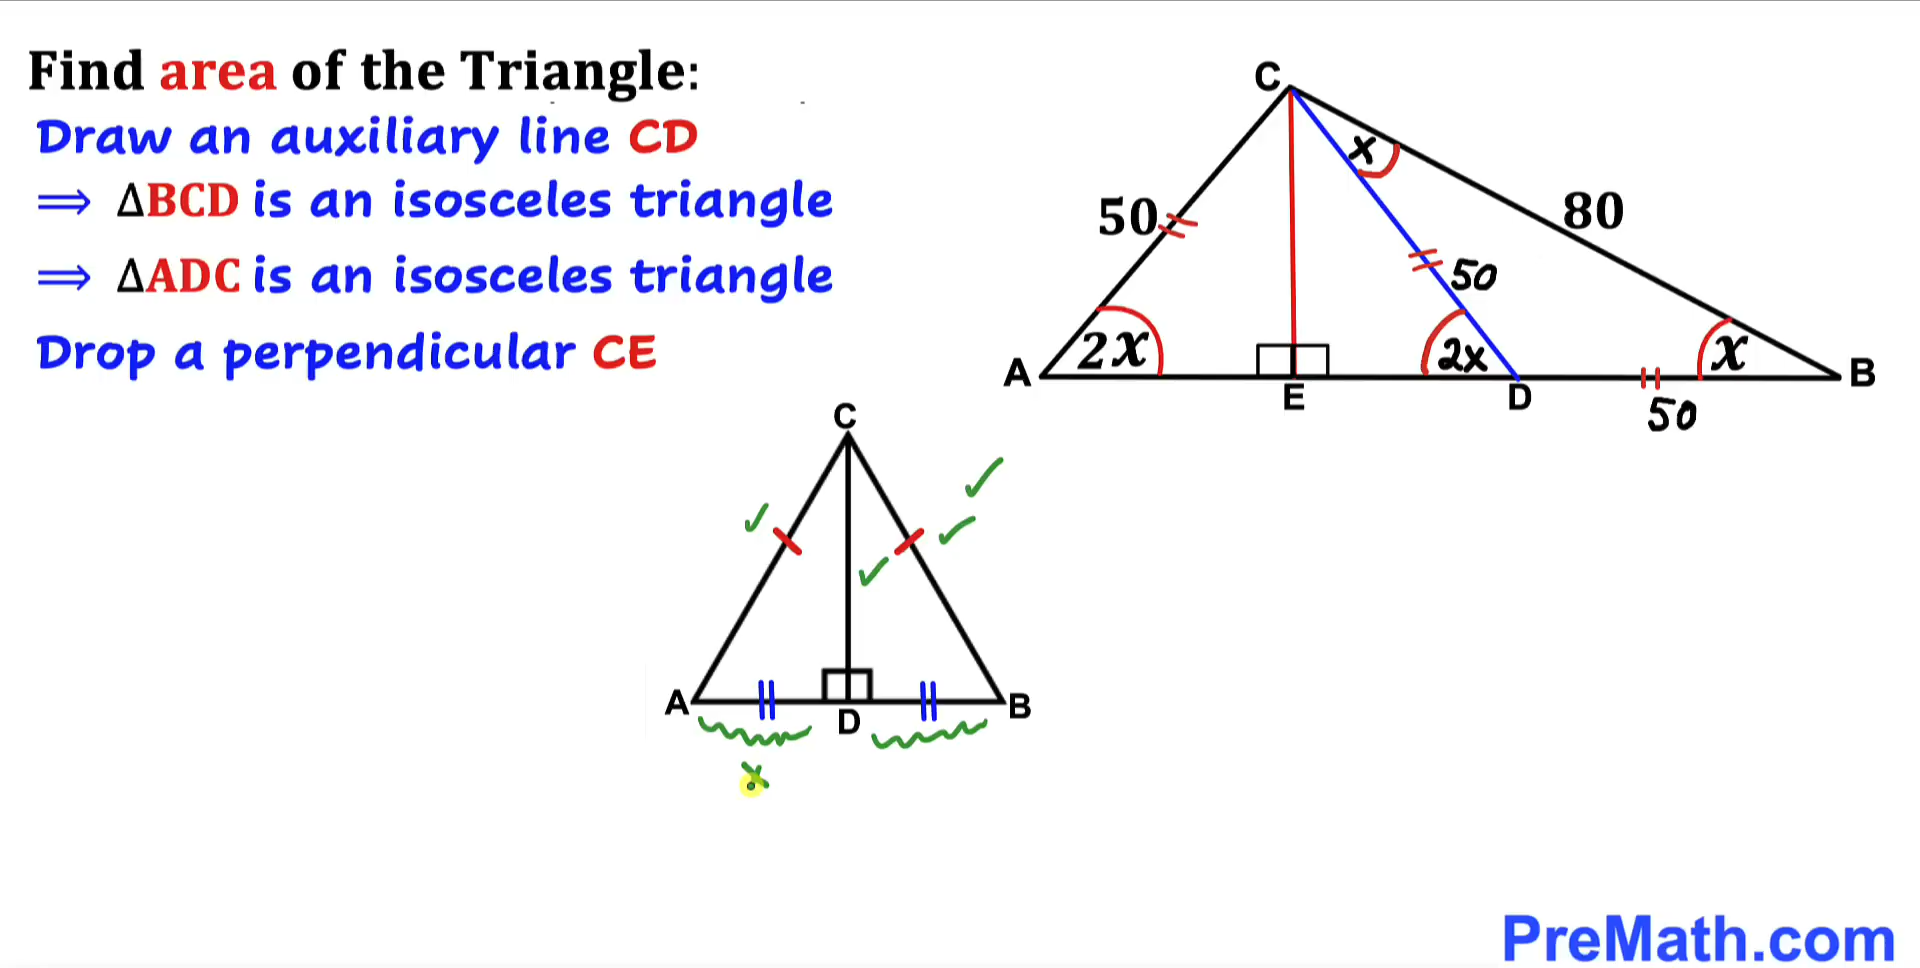 Find area of the Triangle:
Draw an auxiliary line CD
⟹ ΔBCD is an isosceles triangle
⟹ ΔADC is an isosceles triangle
Drop a perpendicular CE
C
x
50
80
50
A
2x
2x
x
B
E
D
50
C
A
D
B
PreMath.com